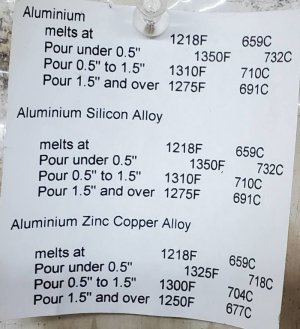 Aluminium
melts at 1218F 659C
Pour under 0.5" 1350F 732C
Pour 0.5" to 1.5" 1310F 710C
Pour 1.5" and over 1275F 691C
Aluminium Silicon Alloy
melts at 1218F 659C
Pour under 0.5" 1350F 732C
Pour 0.5" to 1.5" 1310F 710C
Pour 1.5" and over 1275F 691C
Aluminium Zinc Copper Alloy
melts at 1218F 659C
Pour under 0.5" 1325F 718C
Pour 0.5" to 1.5" 1300F 704C
Pour 1.5" and over 1250F 677C